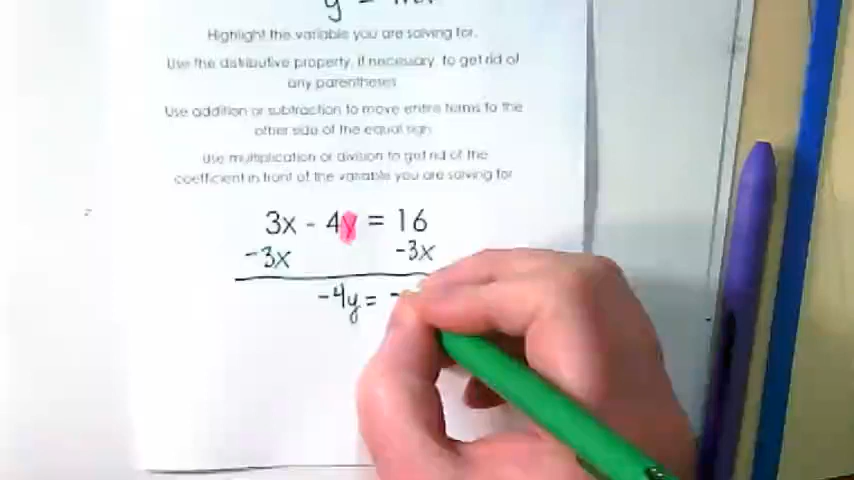 y =
Highlight the variable you are solving for.
Use the distributive property, if necessary, to get rid of
any parentheses
Use addition or subtraction to move entire terms to the
other side of the equal sign
Use multiplication or division to get rid of the
coefficient in front of the variable you are solving for
3x - 4y = 16
-3x -3x
-4y = -